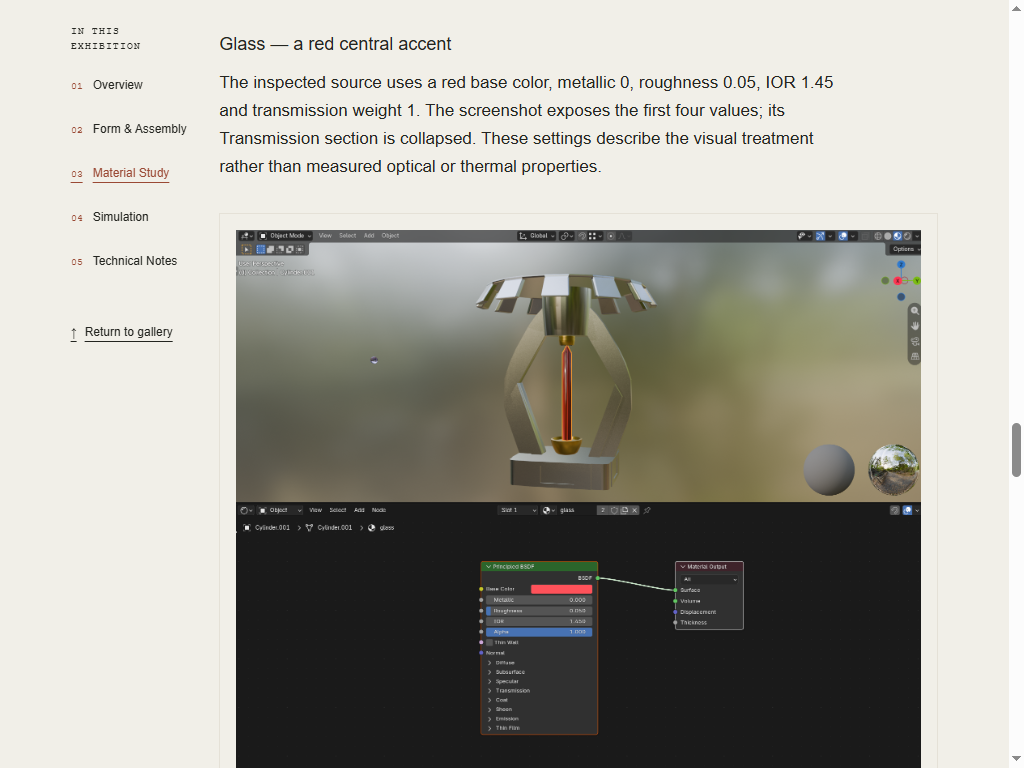 IN THIS
EXHIBITION
01 Overview
02 Form & Assembly
03 Material Study
04 Simulation
05 Technical Notes
↑ Return to gallery
Glass — a red central accent
The inspected source uses a red base color, metallic 0, roughness 0.05, IOR 1.45
and transmission weight 1. The screenshot exposes the first four values; its
Transmission section is collapsed. These settings describe the visual treatment
rather than measured optical or thermal properties.
Object Mode View Select Add Object Global
Options
Object View Select Add Node Slot 1 glass 2
Cylinder.001 > Cylinder.001 > glass
Principled BSDF
BSDF
Base Color
Metallic 0.000
Roughness 0.050
IOR 1.450
Alpha 1.000
Thin Wall
Normal
Diffuse
Subsurface
Specular
Transmission
Coat
Sheen
Emission
Thin Film
Material Output
All
Surface
Volume
Displacement
Thickness